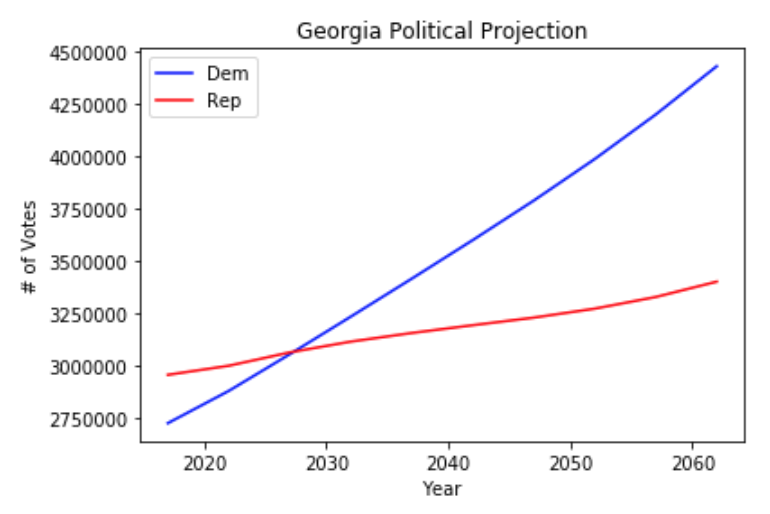 Georgia Political Projection
4500000
4250000
4000000
3750000
3500000
3250000
3000000
2750000
# of Votes
Dem
Rep
2020 2030 2040 2050 2060
Year